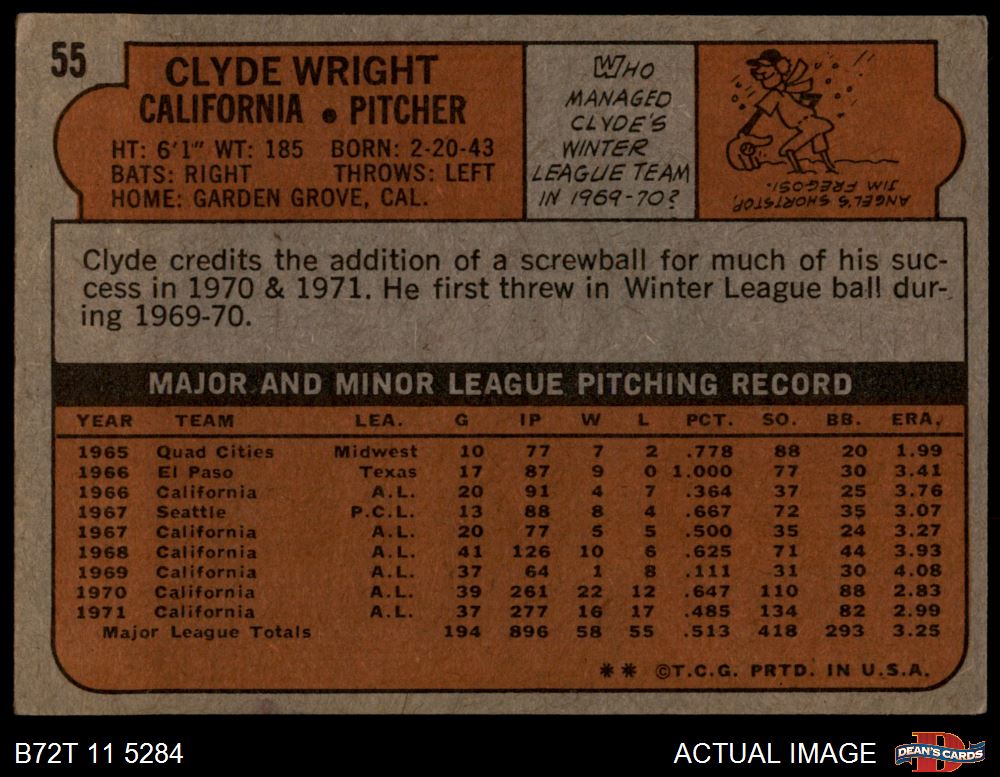 55
CLYDE WRIGHT
CALIFORNIA • PITCHER
HT: 6'1" WT: 185 BORN: 2-20-43
BATS: RIGHT THROWS: LEFT
HOME: GARDEN GROVE, CAL.
WHO
MANAGED
CLYDE'S
WINTER
LEAGUE TEAM
IN 1969-70?
ANGEL'S SHORTSTOP,
JIM FREGOSI.
Clyde credits the addition of a screwball for much of his suc-
cess in 1970 & 1971. He first threw in Winter League ball dur-
ing 1969-70.
MAJOR AND MINOR LEAGUE PITCHING RECORD
YEAR TEAM LEA. G IP W L PCT. SO. BB. ERA.
1965 Quad Cities Midwest 10 77 7 2 .778 88 20 1.99
1966 El Paso Texas 17 87 9 0 1.000 77 30 3.41
1966 California A.L. 20 91 4 7 .364 37 25 3.76
1967 Seattle P.C.L. 13 88 8 4 .667 72 35 3.07
1967 California A.L. 20 77 5 5 .500 35 24 3.27
1968 California A.L. 41 126 10 6 .625 71 44 3.93
1969 California A.L. 37 64 1 8 .111 31 30 4.08
1970 California A.L. 39 261 22 12 .647 110 88 2.83
1971 California A.L. 37 277 16 17 .485 134 82 2.99
Major League Totals 194 896 58 55 .513 418 293 3.25
** ©T.C.G. PRTD. IN U.S.A.
B72T 11 5284
ACTUAL IMAGE
D
DEAN'S CARDS